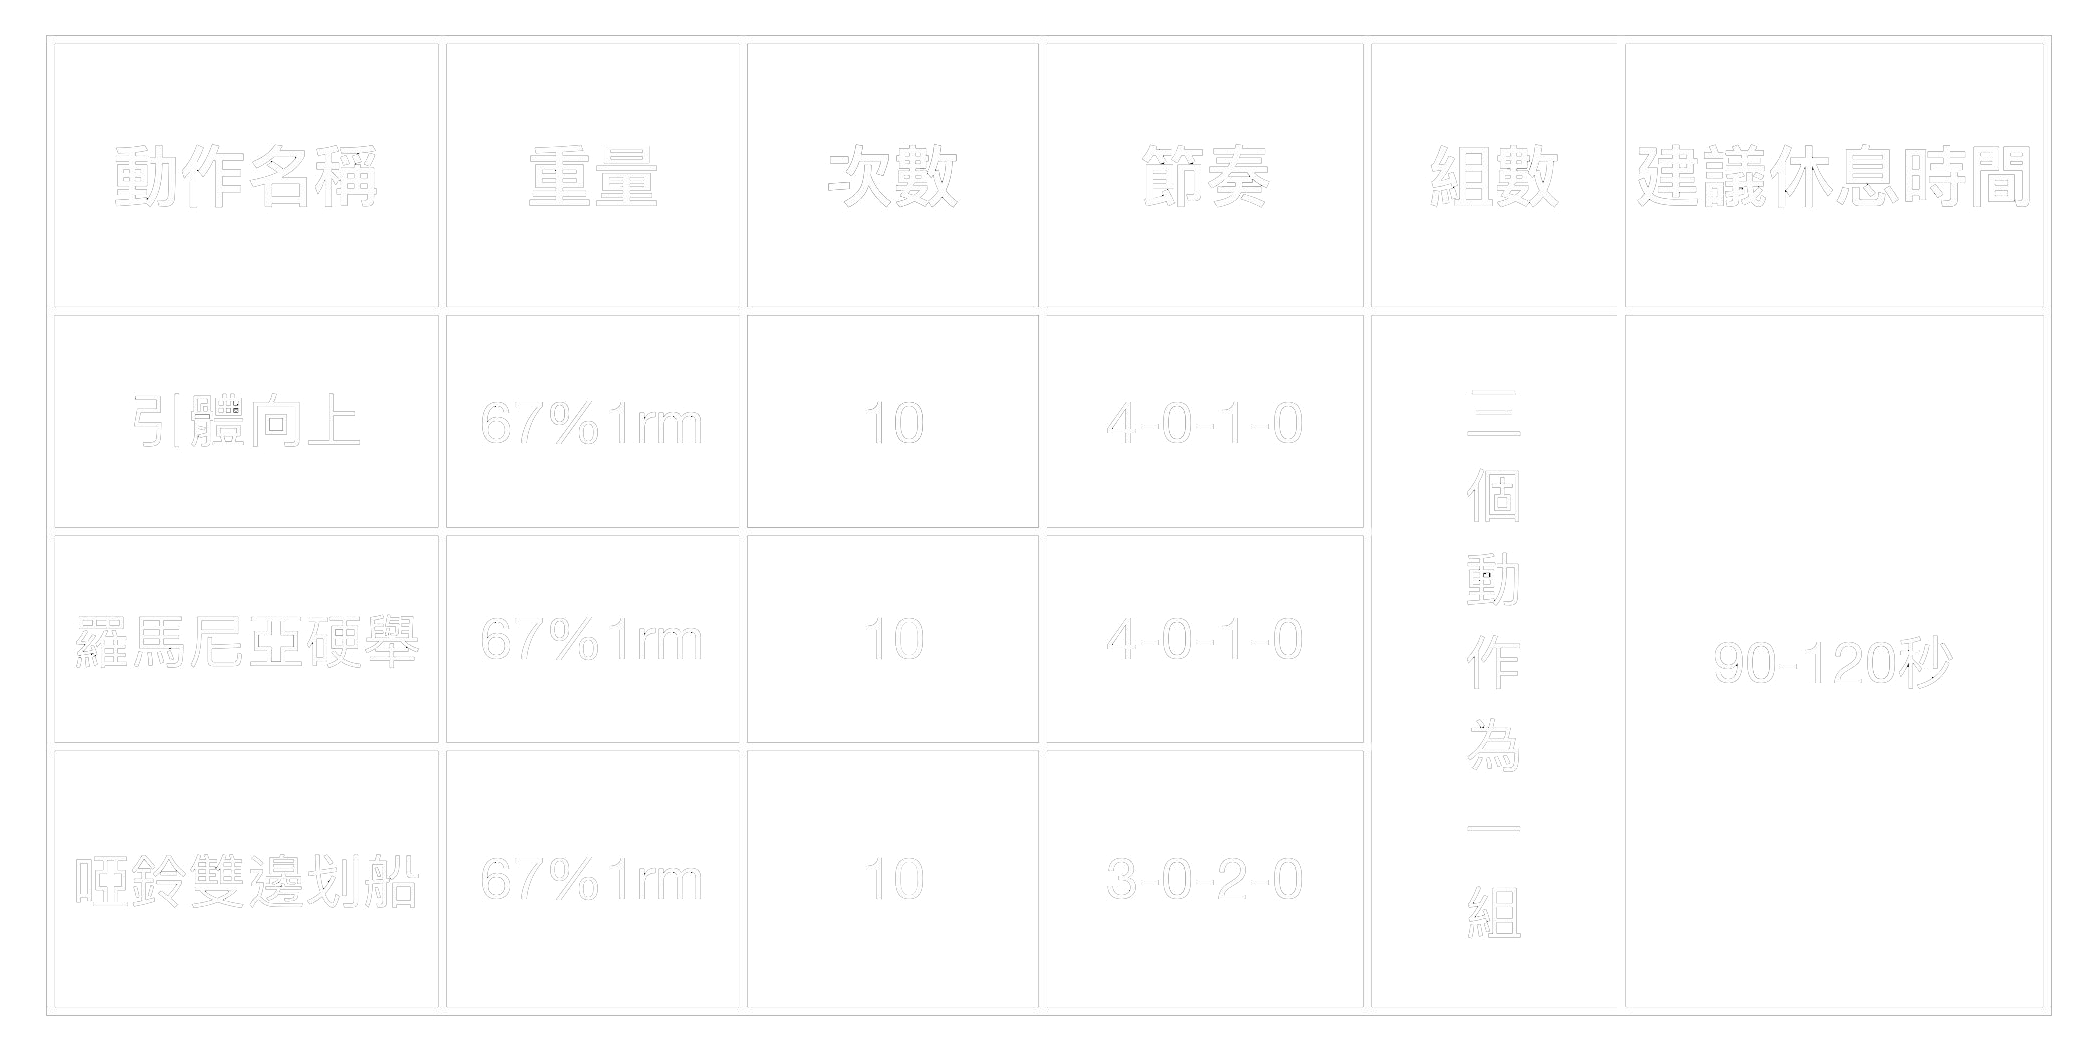 動作名稱 重量 次數 節奏 組數 建議休息時間
引體向上 67%1rm 10 4-0-1-0
羅馬尼亞硬舉 67%1rm 10 4-0-1-0
啞鈴雙邊划船 67%1rm 10 3-0-2-0
三個動作為一組
90-120秒